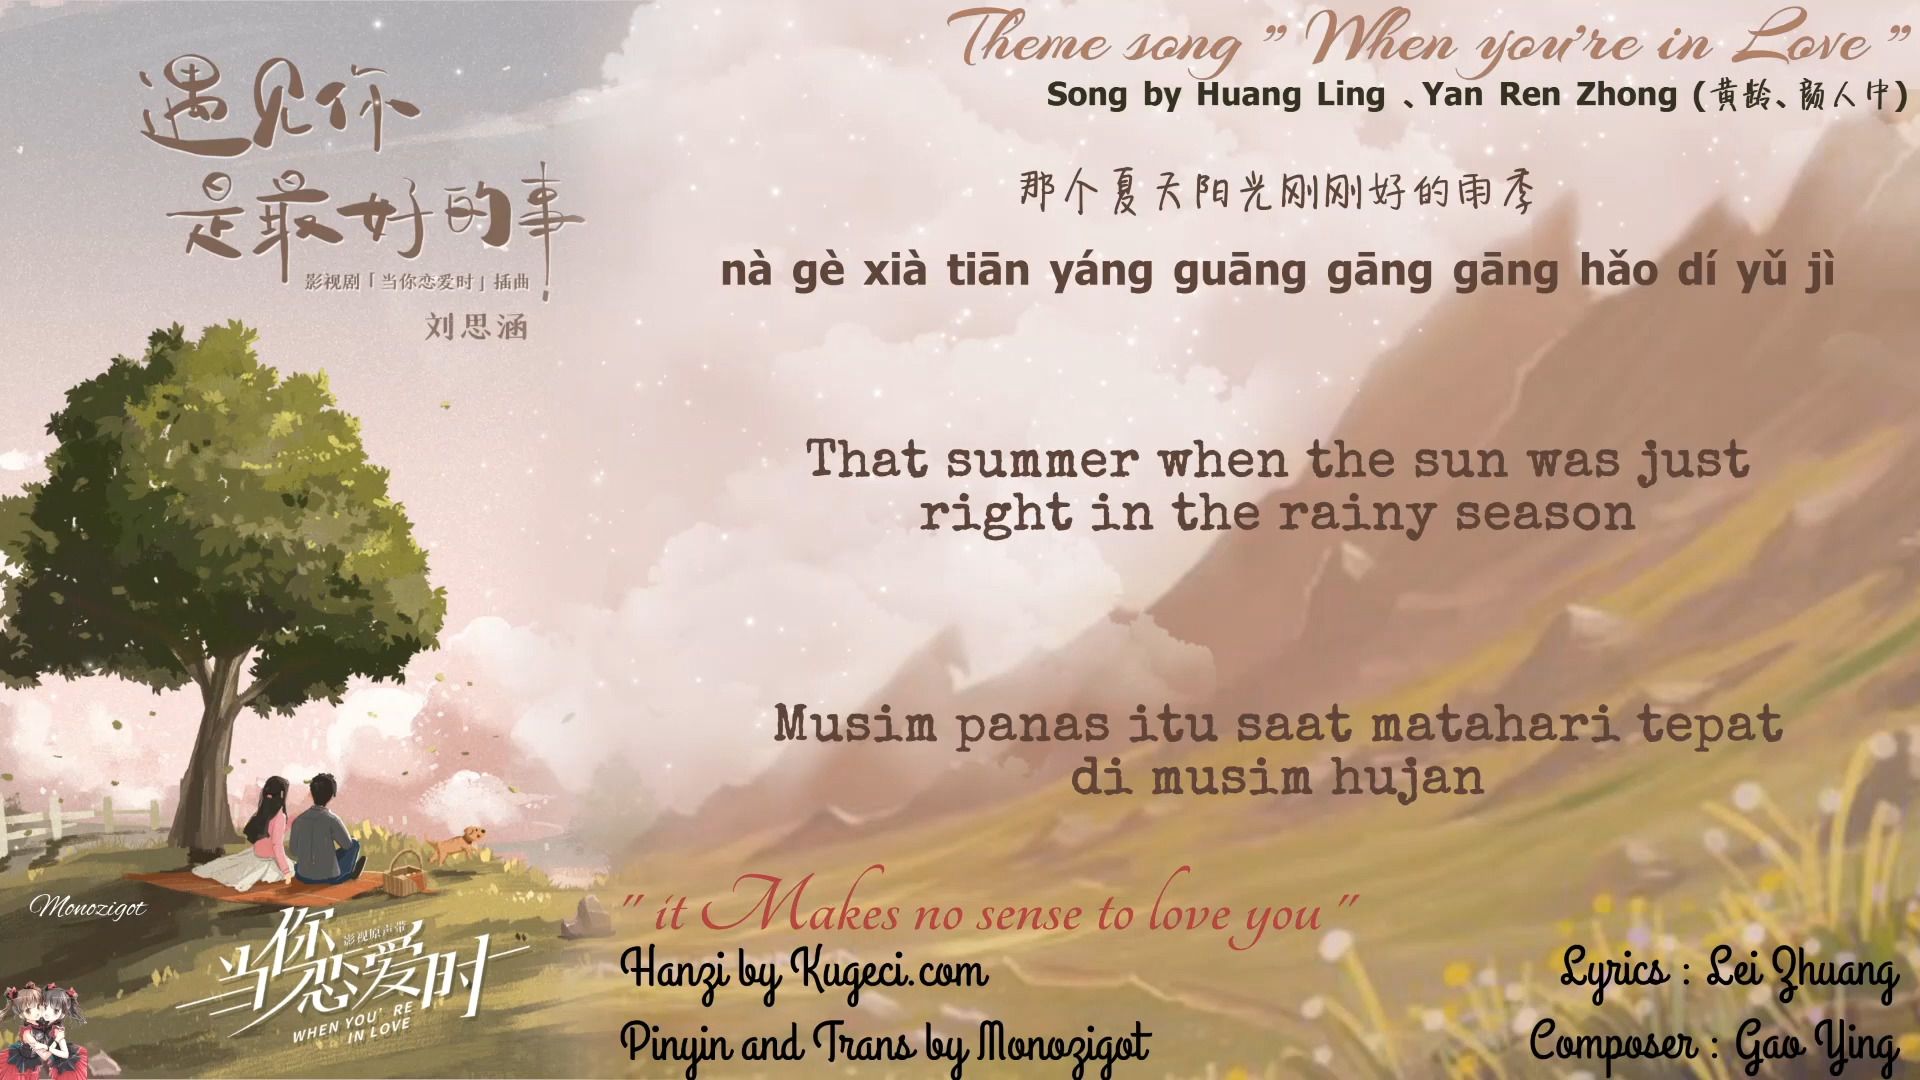 遇见你
是最好的事
影视剧「当你恋爱时」插曲
刘思涵
Theme song " When you're in Love "
Song by Huang Ling 、Yan Ren Zhong (黄龄、颜人中)
那个夏天阳光刚刚好的雨季
nà gè xià tiān yáng guāng gāng gāng hǎo dí yǔ jì
That summer when the sun was just
right in the rainy season
Musim panas itu saat matahari tepat
di musim hujan
Monozigot
当你恋爱时
影视原声带
WHEN YOU'RE
IN LOVE
" it Makes no sense to love you "
Hanzi by Kugeci.com
Pinyin and Trans by Monozigot
Lyrics : Lei Zhuang
Composer : Gao Ying